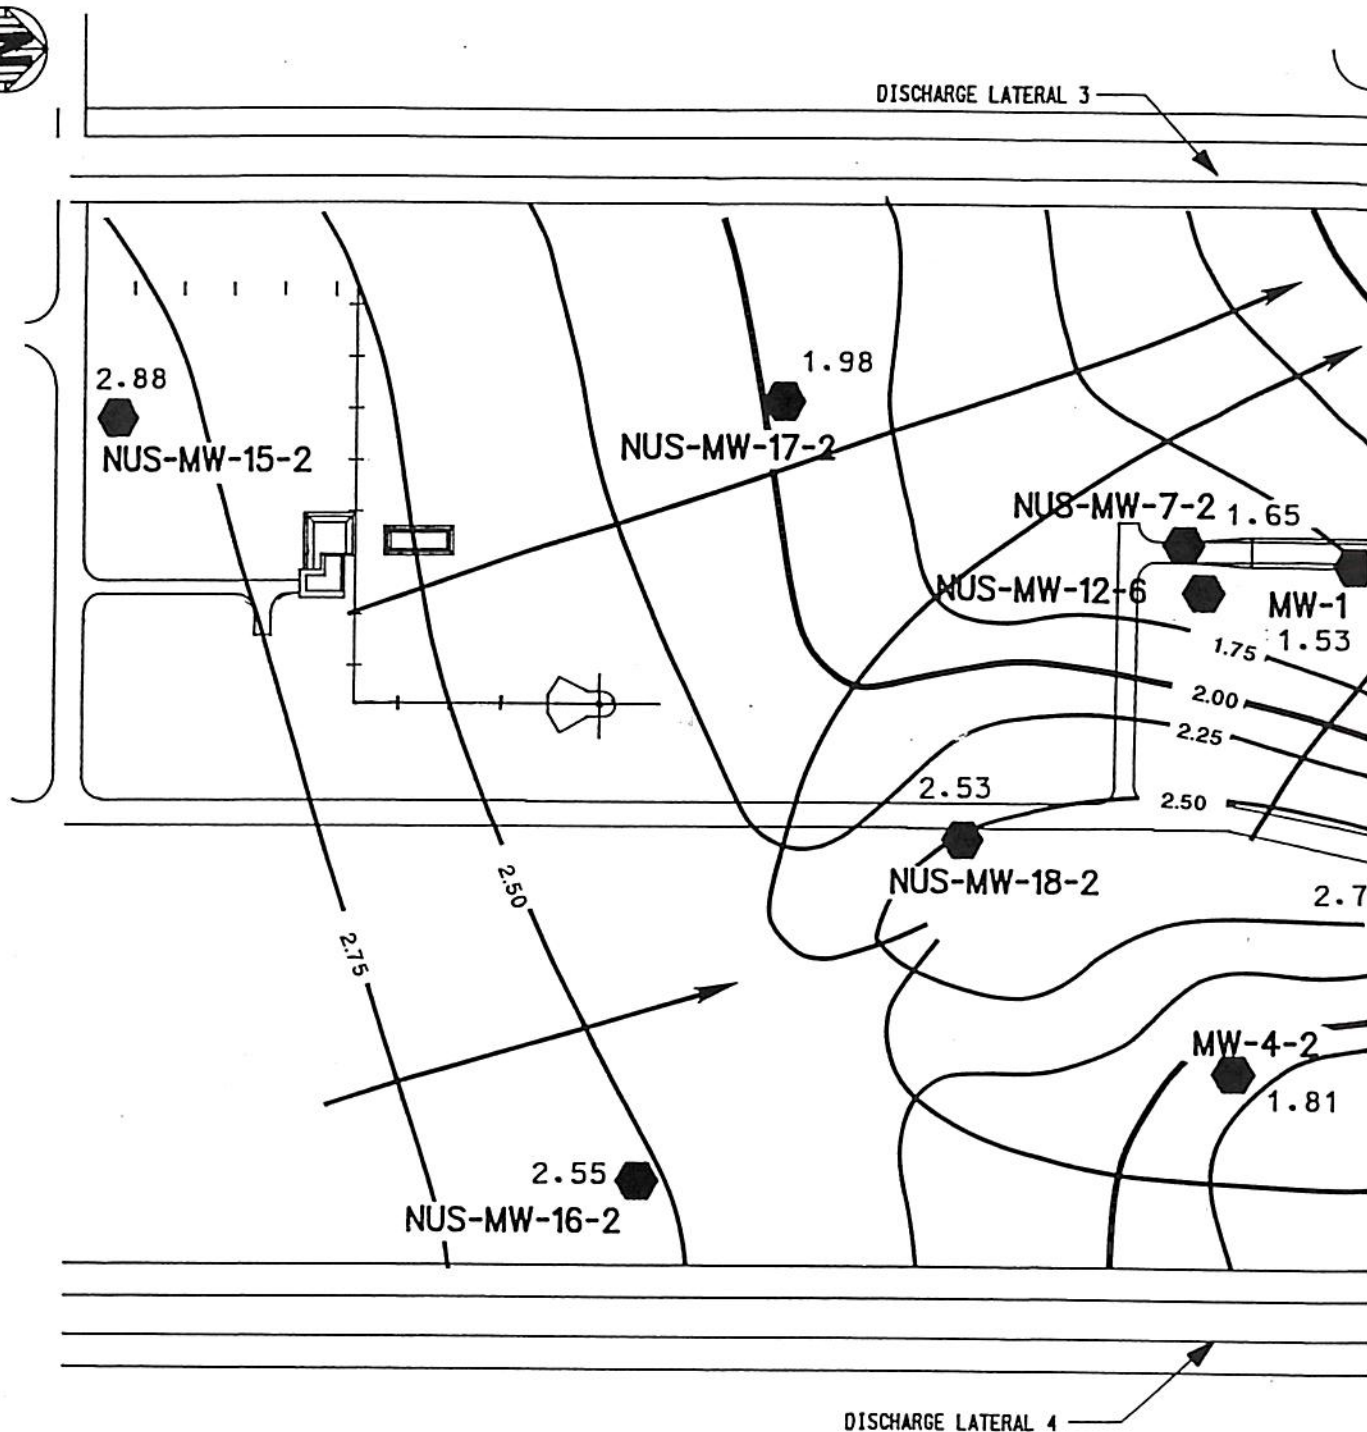 N
DISCHARGE LATERAL 3
1.98
2.88
NUS-MW-17-2
NUS-MW-15-2
NUS-MW-7-2
1.65
NUS-MW-12-6
MW-1
1.53
1.75
2.00
2.25
2.53
2.50
2.50
NUS-MW-18-2
2.7
2.75
MW-4-2
1.81
2.55
NUS-MW-16-2
DISCHARGE LATERAL 4